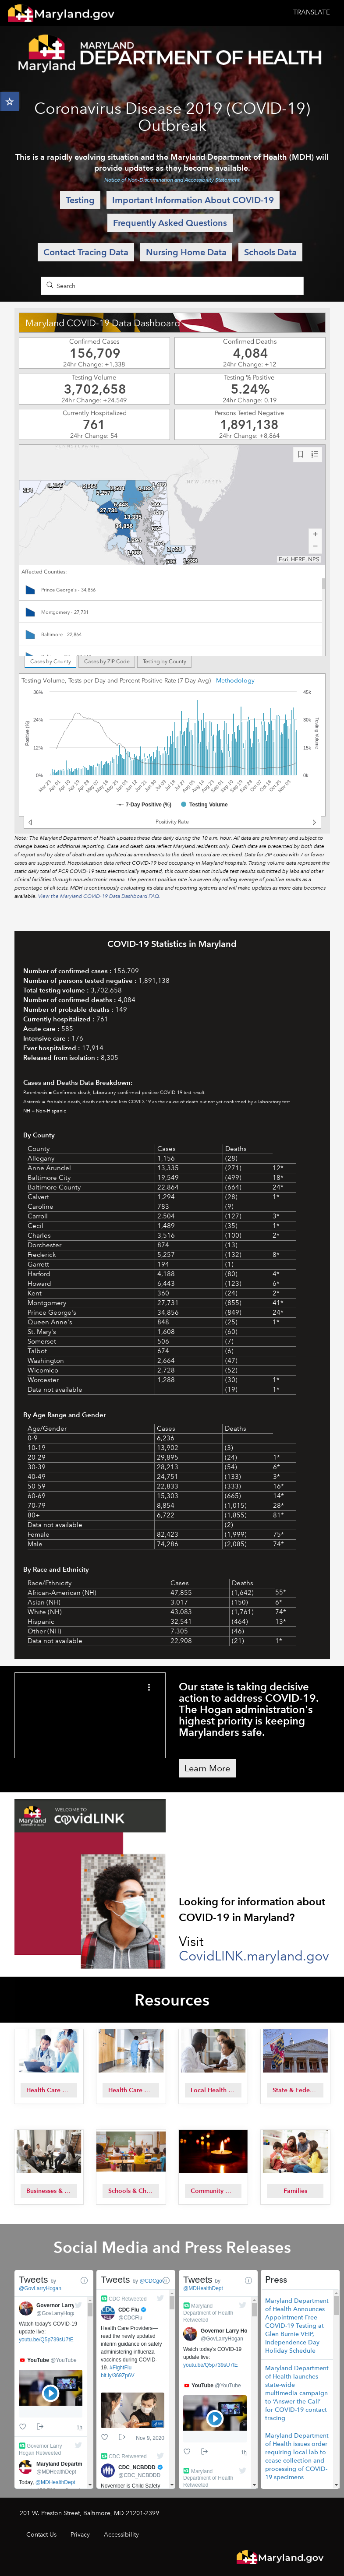 Maryland.gov
TRANSLATE
Maryland
MARYLAND
DEPARTMENT OF HEALTH
Coronavirus Disease 2019 (COVID-19)
Outbreak
This is a rapidly evolving situation and the Maryland Department of Health (MDH) will
provide updates as they become available.
Notice of Non-Discrimination and Accessibility Statement
Testing
Important Information About COVID-19
Frequently Asked Questions
Contact Tracing Data
Nursing Home Data
Schools Data
Search
Maryland COVID-19 Data Dashboard
Confirmed Cases
156,709
24hr Change: +1,338
Confirmed Deaths
4,084
24hr Change: +12
Testing Volume
3,702,658
24hr Change: +24,549
Testing % Positive
5.24%
24hr Change: 0.19
Currently Hospitalized
761
24hr Change: 54
Persons Tested Negative
1,891,138
24hr Change: +8,864
PENNSYLVANIA
NEW JERSEY
Esri, HERE, NPS
Affected Counties:
Prince George's - 34,856
Montgomery - 27,731
Baltimore - 22,864
Cases by County
Cases by ZIP Code
Testing by County
Testing Volume, Tests per Day and Percent Positive Rate (7-Day Avg) - Methodology
Positive (%)
36%
24%
12%
0%
45k
30k
15k
0k
Testing Volume
7-Day Positive (%)
Testing Volume
Positivity Rate
Note: The Maryland Department of Health updates these data daily during the 10 a.m. hour. All data are preliminary and subject to
change based on additional reporting. Case and death rates reflect Maryland residents only. Death data are presented by both date
of report and by date of death and are updated as amendments to the death record are received. Data for ZIP codes with 7 or fewer
cases are suppressed. Hospitalization data reflect COVID-19 bed occupancy in Maryland hospitals. Testing volume data represent the
static daily total of PCR COVID-19 tests electronically reported; this count does not include test results submitted by labs and other
clinical facilities through non-electronic means. The percent positive rate is a seven day rolling average of positive results as a
percentage of all tests. MDH is continually evaluating its data and reporting systems and will make updates as more data becomes
available. View the Maryland COVID-19 Data Dashboard FAQ.
COVID-19 Statistics in Maryland
Number of confirmed cases : 156,709
Number of persons tested negative : 1,891,138
Total testing volume : 3,702,658
Number of confirmed deaths : 4,084
Number of probable deaths : 149
Currently hospitalized : 761
Acute care : 585
Intensive care : 176
Ever hospitalized : 17,914
Released from isolation : 8,305
Cases and Deaths Data Breakdown:
Parenthesis = Confirmed death, laboratory-confirmed positive COVID-19 test result
Asterisk = Probable death, death certificate lists COVID-19 as the cause of death but not yet confirmed by a laboratory test
NH = Non-Hispanic
By County
County Cases Deaths
Allegany 1,156 (28)
Anne Arundel 13,335 (271) 12*
Baltimore City 19,549 (499) 18*
Baltimore County 22,864 (664) 24*
Calvert 1,294 (28) 1*
Caroline 783 (9)
Carroll 2,504 (127) 3*
Cecil 1,489 (35) 1*
Charles 3,516 (100) 2*
Dorchester 874 (13)
Frederick 5,257 (132) 8*
Garrett 194 (1)
Harford 4,188 (80) 4*
Howard 6,443 (123) 6*
Kent 360 (24) 2*
Montgomery 27,731 (855) 41*
Prince George's 34,856 (849) 24*
Queen Anne's 848 (25) 1*
St. Mary's 1,608 (60)
Somerset 506 (7)
Talbot 674 (6)
Washington 2,664 (47)
Wicomico 2,728 (52)
Worcester 1,288 (30) 1*
Data not available (19) 1*
By Age Range and Gender
Age/Gender Cases Deaths
0-9 6,236
10-19 13,902 (3)
20-29 29,895 (24) 1*
30-39 28,213 (54) 6*
40-49 24,751 (133) 3*
50-59 22,833 (333) 16*
60-69 15,303 (665) 14*
70-79 8,854 (1,015) 28*
80+ 6,722 (1,855) 81*
Data not available (2)
Female 82,423 (1,999) 75*
Male 74,286 (2,085) 74*
By Race and Ethnicity
Race/Ethnicity Cases Deaths
African-American (NH) 47,855 (1,642) 55*
Asian (NH) 3,017 (150) 6*
White (NH) 43,083 (1,761) 74*
Hispanic 32,541 (464) 13*
Other (NH) 7,305 (46)
Data not available 22,908 (21) 1*
Our state is taking decisive
action to address COVID-19.
The Hogan administration's
highest priority is keeping
Marylanders safe.
Learn More
Maryland
WELCOME TO
covidLINK
Looking for information about
COVID-19 in Maryland?
Visit
CovidLINK.maryland.gov
Resources
Health Care ...
Health Care ...
Local Health ...
State & Fede...
Businesses & ...
Schools & Ch...
Community ...
Families
Social Media and Press Releases
Tweets by
@GovLarryHogan
Governor Larry
@GovLarryHog
Watch today's COVID-19
update live:
youtu.be/Q5p739sU7tE
YouTube @YouTube
1h
Governor Larry
Hogan Retweeted
Maryland Departm
@MDHealthDept
Today, @MDHealthDept
Tweets by @CDCgov
CDC Retweeted
CDC Flu
@CDCFlu
Health Care Providers—
read the newly updated
interim guidance on safely
administering influenza
vaccines during COVID-
19. #FightFlu
bit.ly/369Zp6V
Nov 9, 2020
CDC Retweeted
CDC_NCBDDD
@CDC_NCBDDD
November is Child Safety
Tweets by
@MDHealthDept
Maryland
Department of Health
Retweeted
Governor Larry Ho
@GovLarryHogan
Watch today's COVID-19
update live:
youtu.be/Q5p739sU7tE
YouTube @YouTube
1h
Maryland
Department of Health
Retweeted
Press
Maryland Department
of Health Announces
Appointment-Free
COVID-19 Testing at
Glen Burnie VEIP,
Independence Day
Holiday Schedule
Maryland Department
of Health launches
state-wide
multimedia campaign
to ‘Answer the Call’
for COVID-19 contact
tracing
Maryland Department
of Health issues order
requiring local lab to
cease collection and
processing of COVID-
19 specimens
201 W. Preston Street, Baltimore, MD 21201-2399
Contact Us
Privacy
Accessibility
Maryland.gov